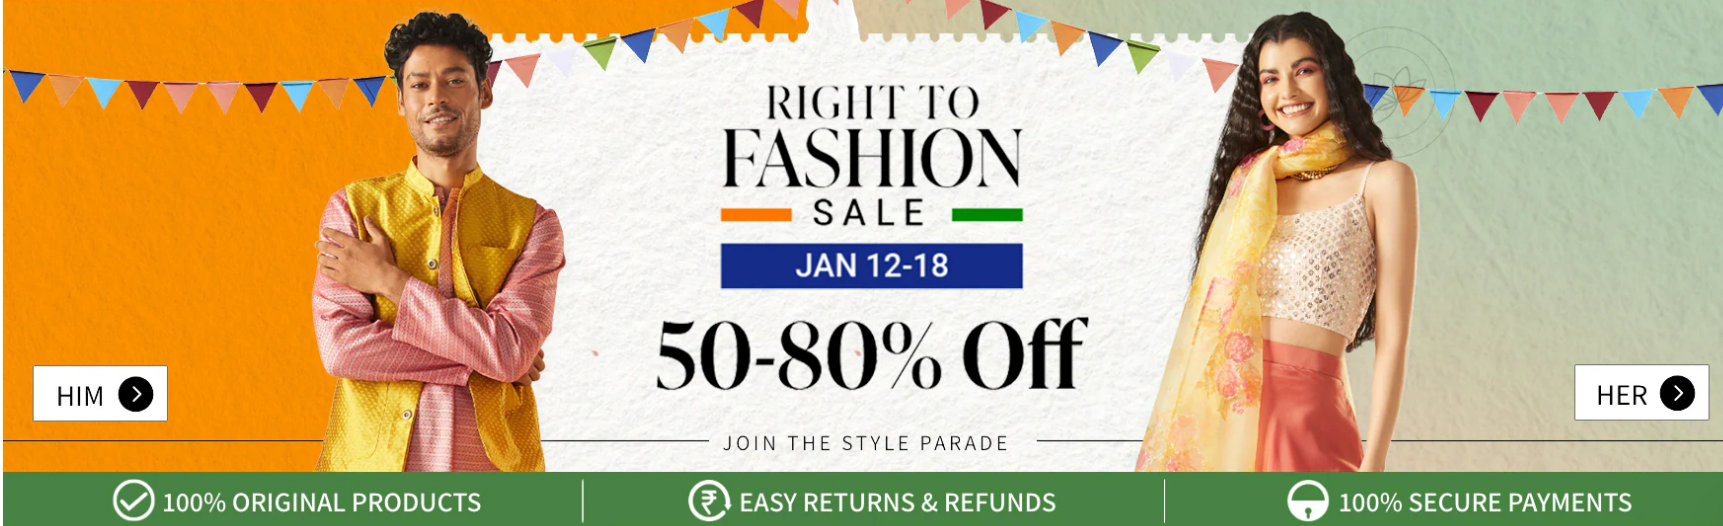 RIGHT TO
FASHION
SALE
JAN 12-18
50-80% Off
HIM
HER
JOIN THE STYLE PARADE
100% ORIGINAL PRODUCTS
EASY RETURNS & REFUNDS
100% SECURE PAYMENTS